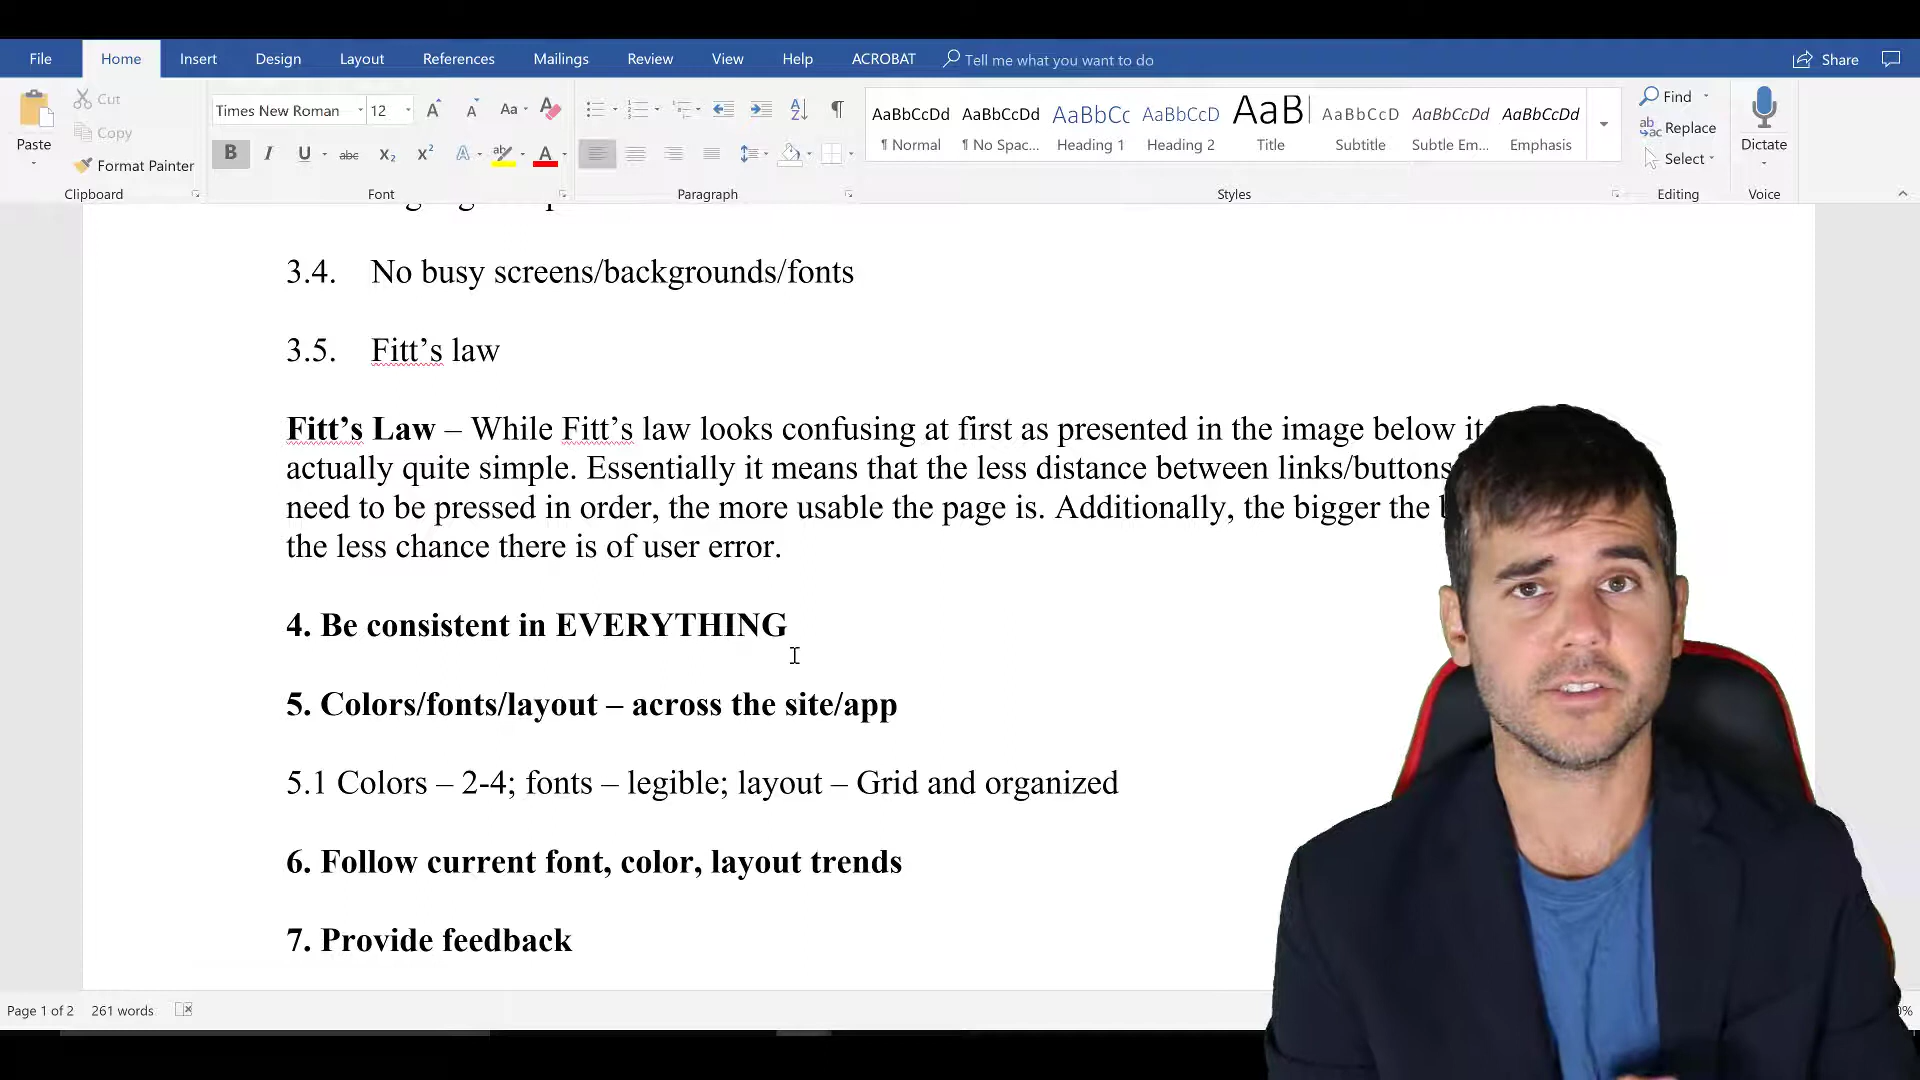 File Home Insert Design Layout References Mailings Review View Help ACROBAT Tell me what you want to do Share
Paste
Cut
Copy
Format Painter
Clipboard
Times New Roman 12
Aa
B I U abc X₂ X² A A
Font
Paragraph
AaBbCcDd AaBbCcDd AaBbCc AaBbCcD AaB AaBbCcD AaBbCcDd AaBbCcDd
¶ Normal ¶ No Spac... Heading 1 Heading 2 Title Subtitle Subtle Em... Emphasis
Styles
Find
Replace
Select
Editing
Dictate
Voice
3.4. No busy screens/backgrounds/fonts
3.5. Fitt’s law
Fitt’s Law – While Fitt’s law looks confusing at first as presented in the image below it
actually quite simple. Essentially it means that the less distance between links/buttons
need to be pressed in order, the more usable the page is. Additionally, the bigger the
the less chance there is of user error.
4. Be consistent in EVERYTHING
5. Colors/fonts/layout – across the site/app
5.1 Colors – 2-4; fonts – legible; layout – Grid and organized
6. Follow current font, color, layout trends
7. Provide feedback
Page 1 of 2 261 words